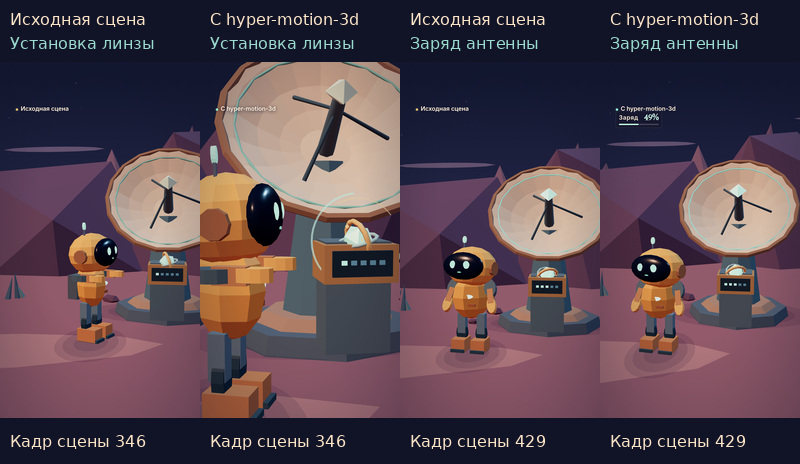 Исходная сцена
Установка линзы
С hyper-motion-3d
Установка линзы
Исходная сцена
Заряд антенны
С hyper-motion-3d
Заряд антенны
Исходная сцена
С hyper-motion-3d
Исходная сцена
С hyper-motion-3d
Заряд 49%
Кадр сцены 346
Кадр сцены 346
Кадр сцены 429
Кадр сцены 429